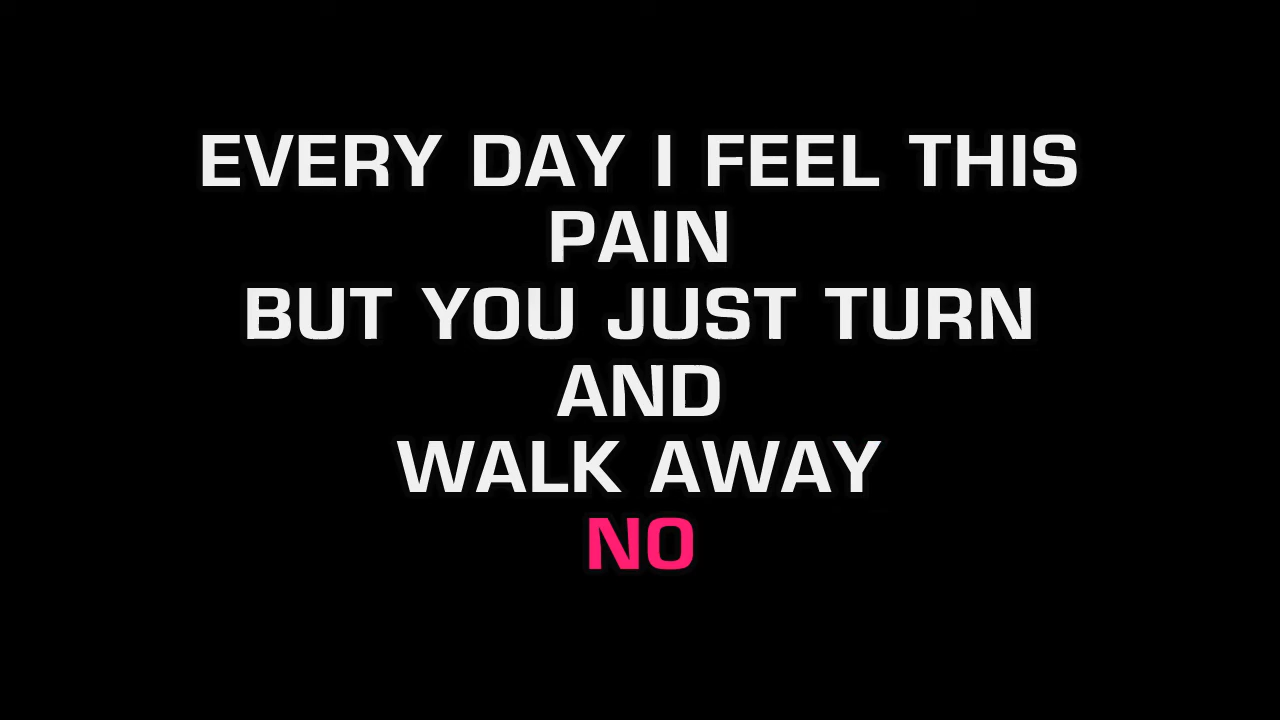 EVERY DAY I FEEL THIS
PAIN
BUT YOU JUST TURN
AND
WALK AWAY
NO